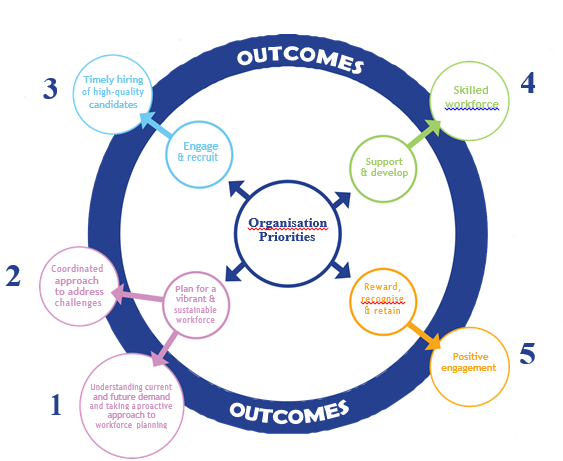 OUTCOMES
3
Timely hiring
of high-quality
candidates
4
Skilled
workforce
Engage
& recruit
Support
& develop
Organisation
Priorities
2
Coordinated
approach
to address
challenges
Plan for a
vibrant &
sustainable
workforce
Reward,
recognise
& retain
1
Understanding current
and future demand
and taking a proactive
approach to
workforce planning
5
Positive
engagement
OUTCOMES